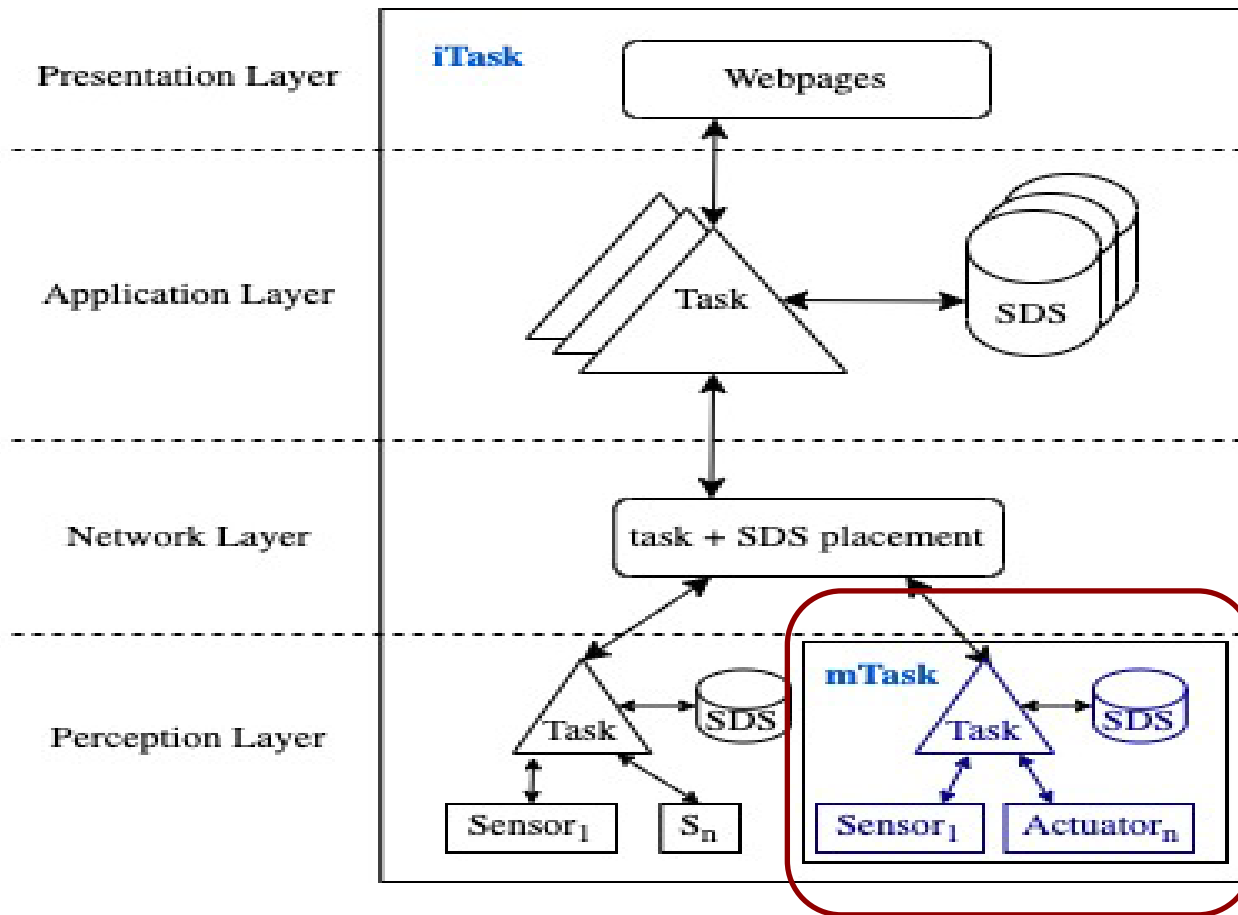 Presentation Layer
iTask
Webpages
Application Layer
Task
SDS
Network Layer
task + SDS placement
Perception Layer
Task
SDS
Sensor1
Sn
mTask
Task
SDS
Sensor1
Actuatorn